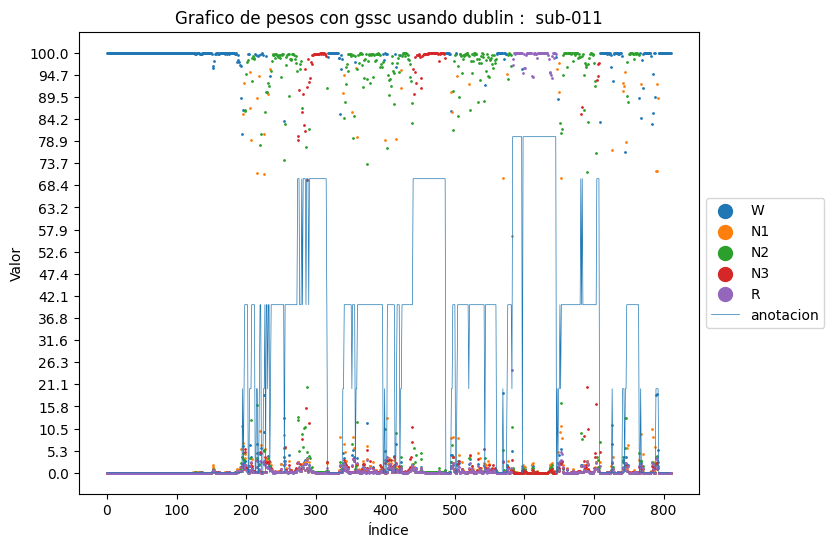 Grafico de pesos con gssc usando dublin :  sub-011
100.0
94.7
89.5
84.2
78.9
73.7
68.4
63.2
57.9
52.6
47.4
42.1
36.8
31.6
26.3
21.1
15.8
10.5
5.3
0.0
Valor
0 100 200 300 400 500 600 700 800
Índice
W
N1
N2
N3
R
anotacion